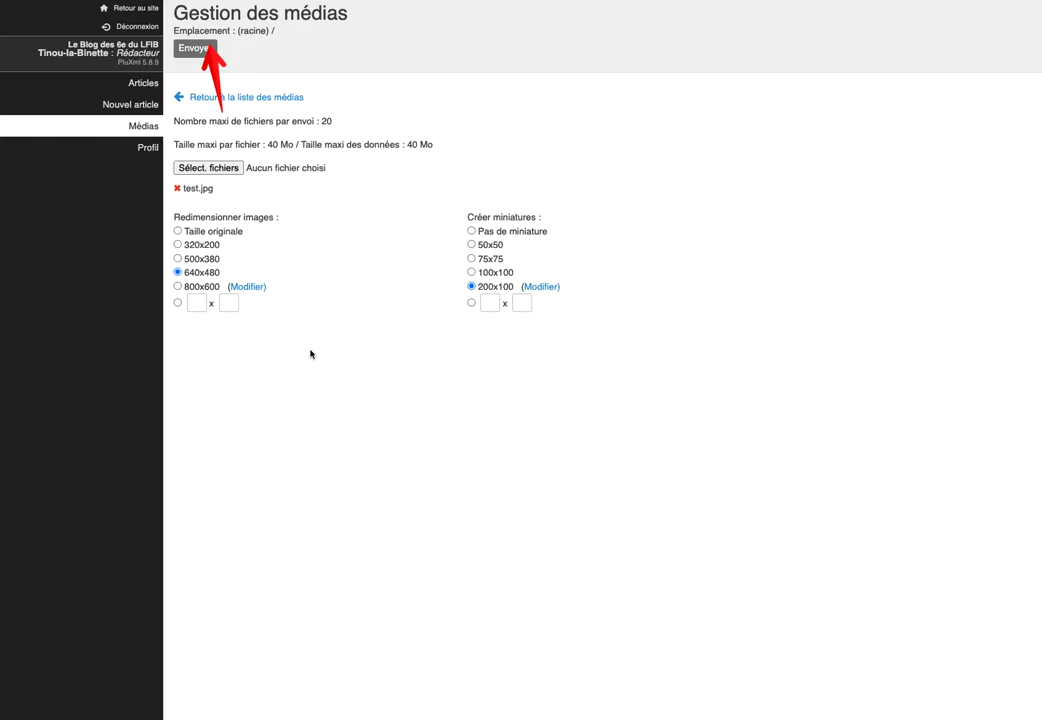 Retour au site
Déconnexion
Le Blog des 6e du LFIB
Tinou-la-Binette : Rédacteur
PluXml 5.8.9
Articles
Nouvel article
Médias
Profil
Gestion des médias
Emplacement : (racine) /
Envoye
Retour à la liste des médias
Nombre maxi de fichiers par envoi : 20
Taille maxi par fichier : 40 Mo / Taille maxi des données : 40 Mo
Sélect. fichiers Aucun fichier choisi
test.jpg
Redimensionner images :
Taille originale
320x200
500x380
640x480
800x600 (Modifier)
x
Créer miniatures :
Pas de miniature
50x50
75x75
100x100
200x100 (Modifier)
x